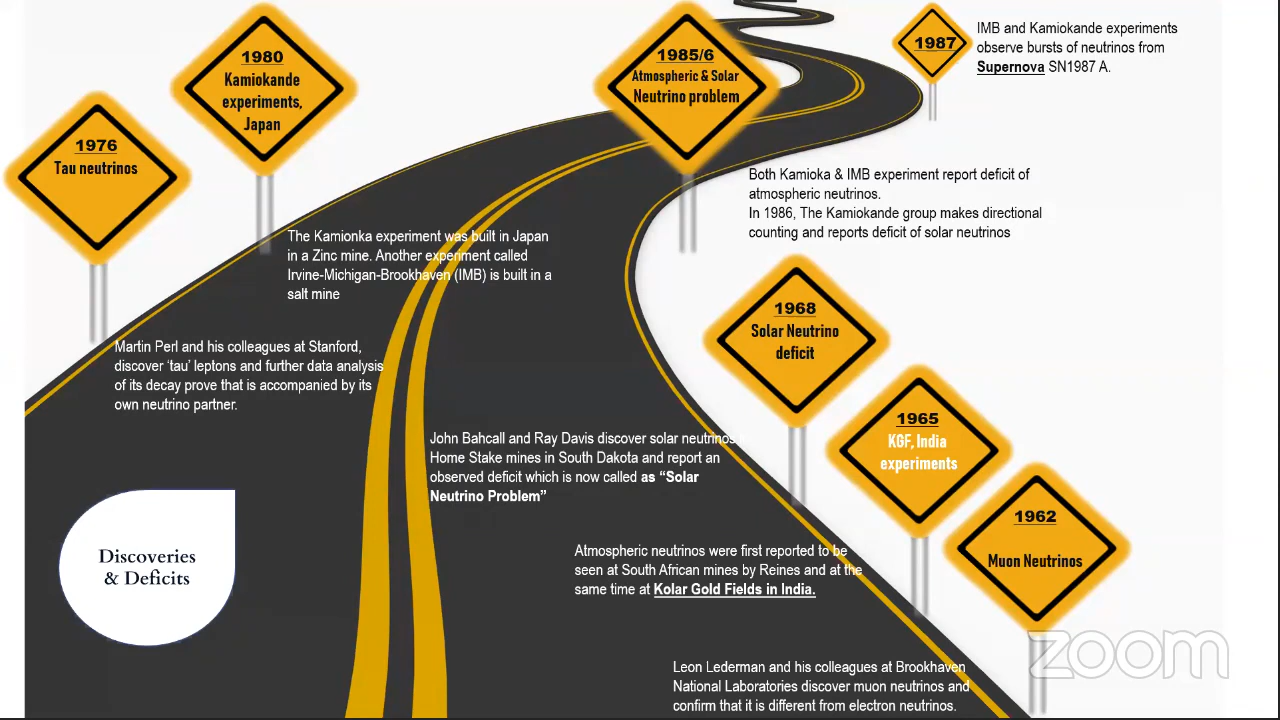 1976
Tau neutrinos
1980
Kamiokande
experiments,
Japan
1985/6
Atmospheric & Solar
Neutrino problem
1987
IMB and Kamiokande experiments
observe bursts of neutrinos from
Supernova SN1987 A.
Both Kamioka & IMB experiment report deficit of
atmospheric neutrinos.
In 1986, The Kamiokande group makes directional
counting and reports deficit of solar neutrinos
The Kamionka experiment was built in Japan
in a Zinc mine. Another experiment called
Irvine-Michigan-Brookhaven (IMB) is built in a
salt mine
1968
Solar Neutrino
deficit
Martin Perl and his colleagues at Stanford,
discover ‘tau’ leptons and further data analysis
of its decay prove that is accompanied by its
own neutrino partner.
1965
KGF, India
experiments
John Bahcall and Ray Davis discover solar neutrinos
Home Stake mines in South Dakota and report an
observed deficit which is now called as “Solar
Neutrino Problem”
1962
Muon Neutrinos
Discoveries
& Deficits
Atmospheric neutrinos were first reported to be
seen at South African mines by Reines and at the
same time at Kolar Gold Fields in India.
Leon Lederman and his colleagues at Brookhaven
National Laboratories discover muon neutrinos and
confirm that it is different from electron neutrinos.
zoom